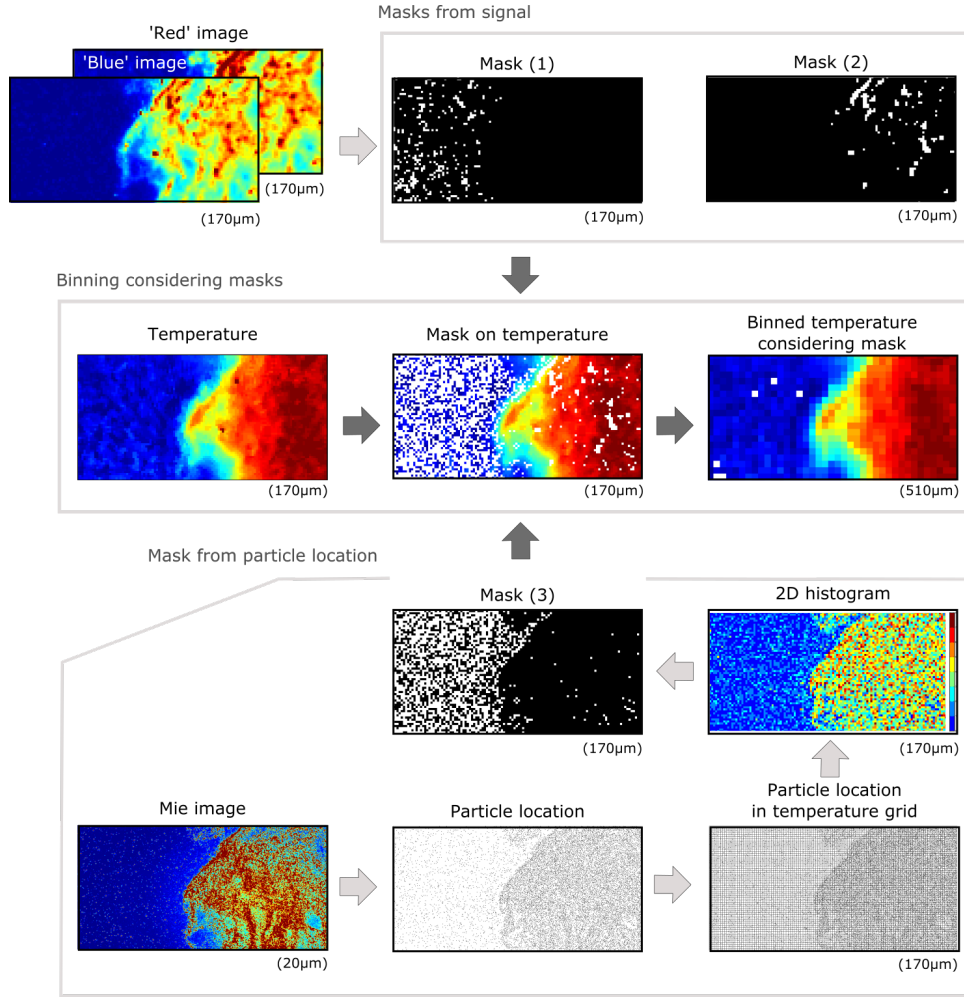 Masks from signal
'Red' image
'Blue' image
Mask (1)
Mask (2)
(170µm)
(170µm)
(170µm)
(170µm)
Binning considering masks
Temperature
Mask on temperature
Binned temperature
considering mask
(170µm)
(170µm)
(510µm)
Mask from particle location
Mask (3)
2D histogram
(170µm)
(170µm)
Mie image
Particle location
Particle location
in temperature grid
(20µm)
(170µm)